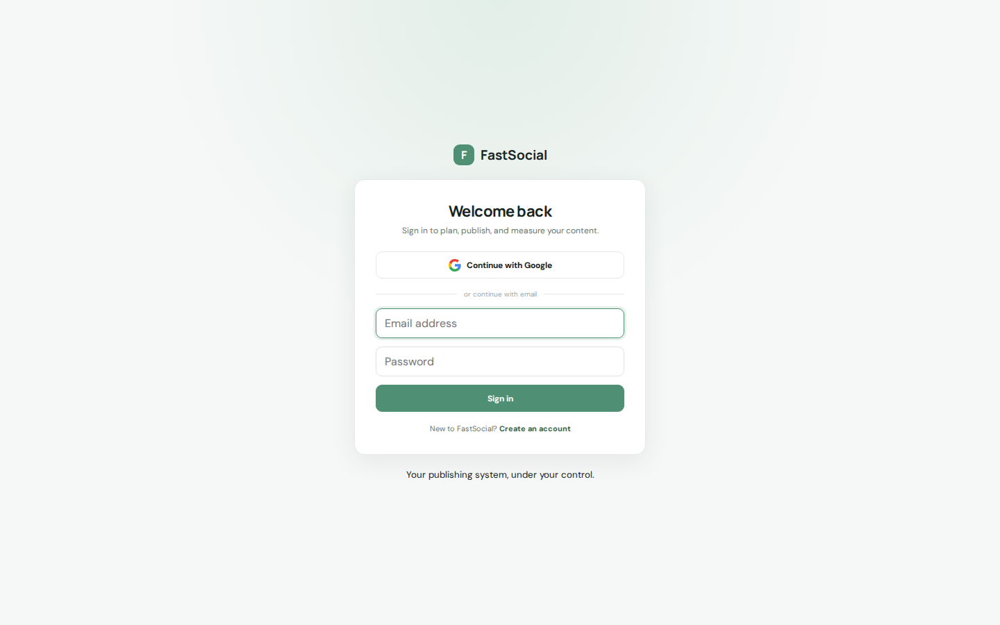 F FastSocial
Welcome back
Sign in to plan, publish, and measure your content.
Continue with Google
or continue with email
Email address
Password
Sign in
New to FastSocial? Create an account
Your publishing system, under your control.